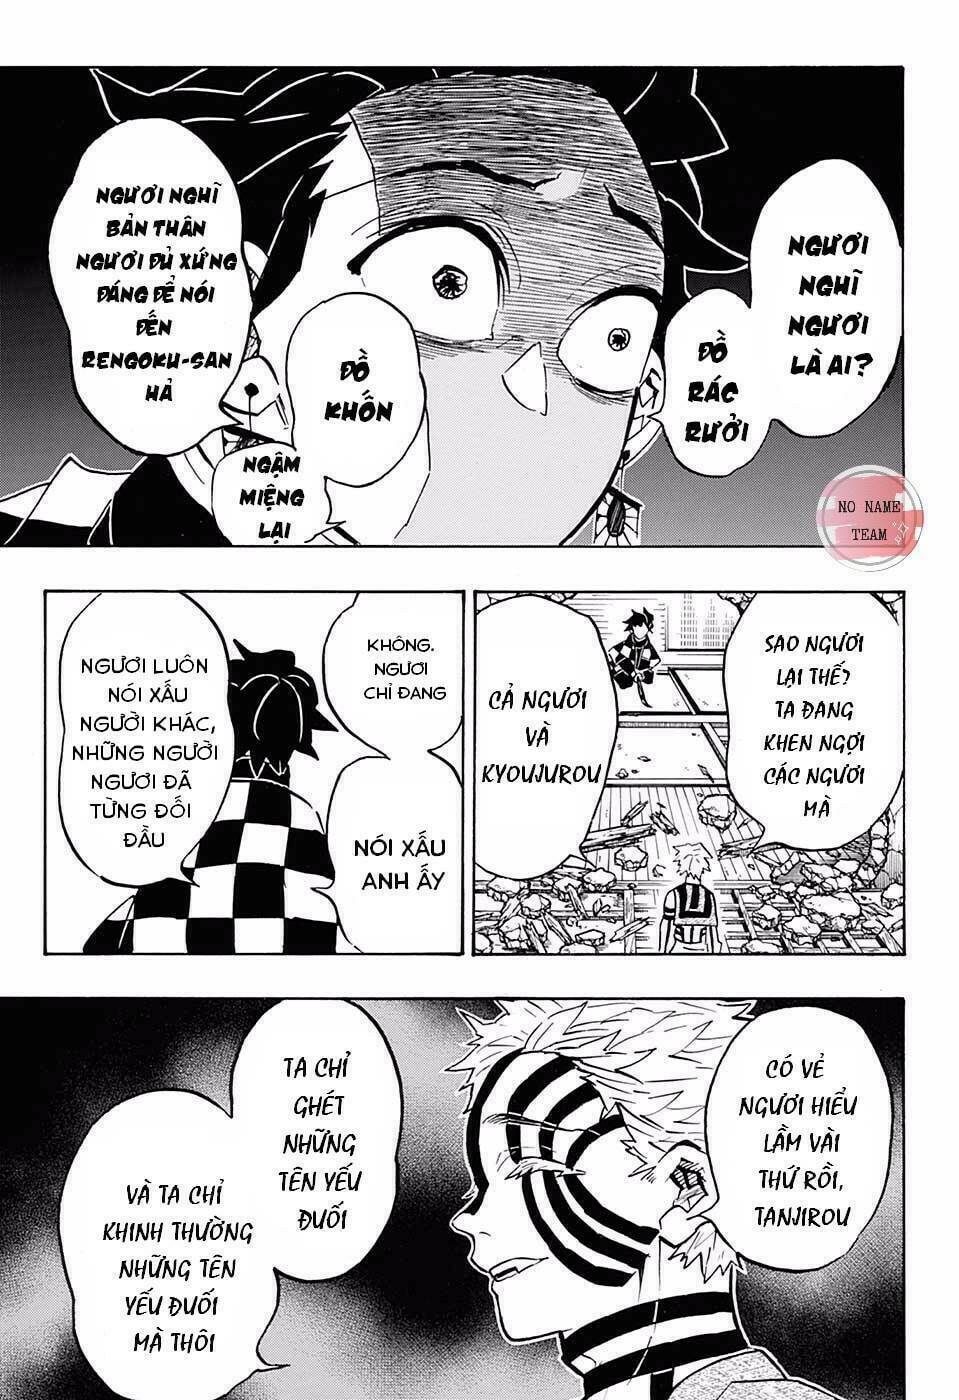 NGƯƠI
NGHĨ
NGƯƠI
LÀ AI?
ĐỒ
RÁC
RƯỞI
ĐỒ
KHỐN
NGƯƠI NGHĨ
BẢN THÂN
NGƯƠI ĐỦ XỨNG
ĐÁNG ĐỂ NÓI
ĐẾN
RENGOKU-SAN
HẢ
NGẬM
MIỆNG
LẠI
NO NAME
TEAM
SAO NGƯƠI
LẠI THẾ?
TA ĐANG
KHEN NGỢI
CÁC NGƯƠI
MÀ
CẢ NGƯƠI
VÀ
KYOUJUROU
KHÔNG.
NGƯƠI
CHỈ ĐANG
NÓI XẤU
ANH ẤY
NGƯƠI LUÔN
NÓI XẤU
NGƯỜI KHÁC,
NHỮNG NGƯỜI
NGƯƠI ĐÃ
TỪNG ĐỐI
ĐẦU
CÓ VẺ
NGƯƠI HIỂU
LẦM VÀI
THỨ RỒI,
TANJIROU
TA CHỈ
GHÉT
NHỮNG
TÊN YẾU
ĐUỐI
VÀ TA CHỈ
KHINH THƯỜNG
NHỮNG TÊN
YẾU ĐUỐI
MÀ THÔI